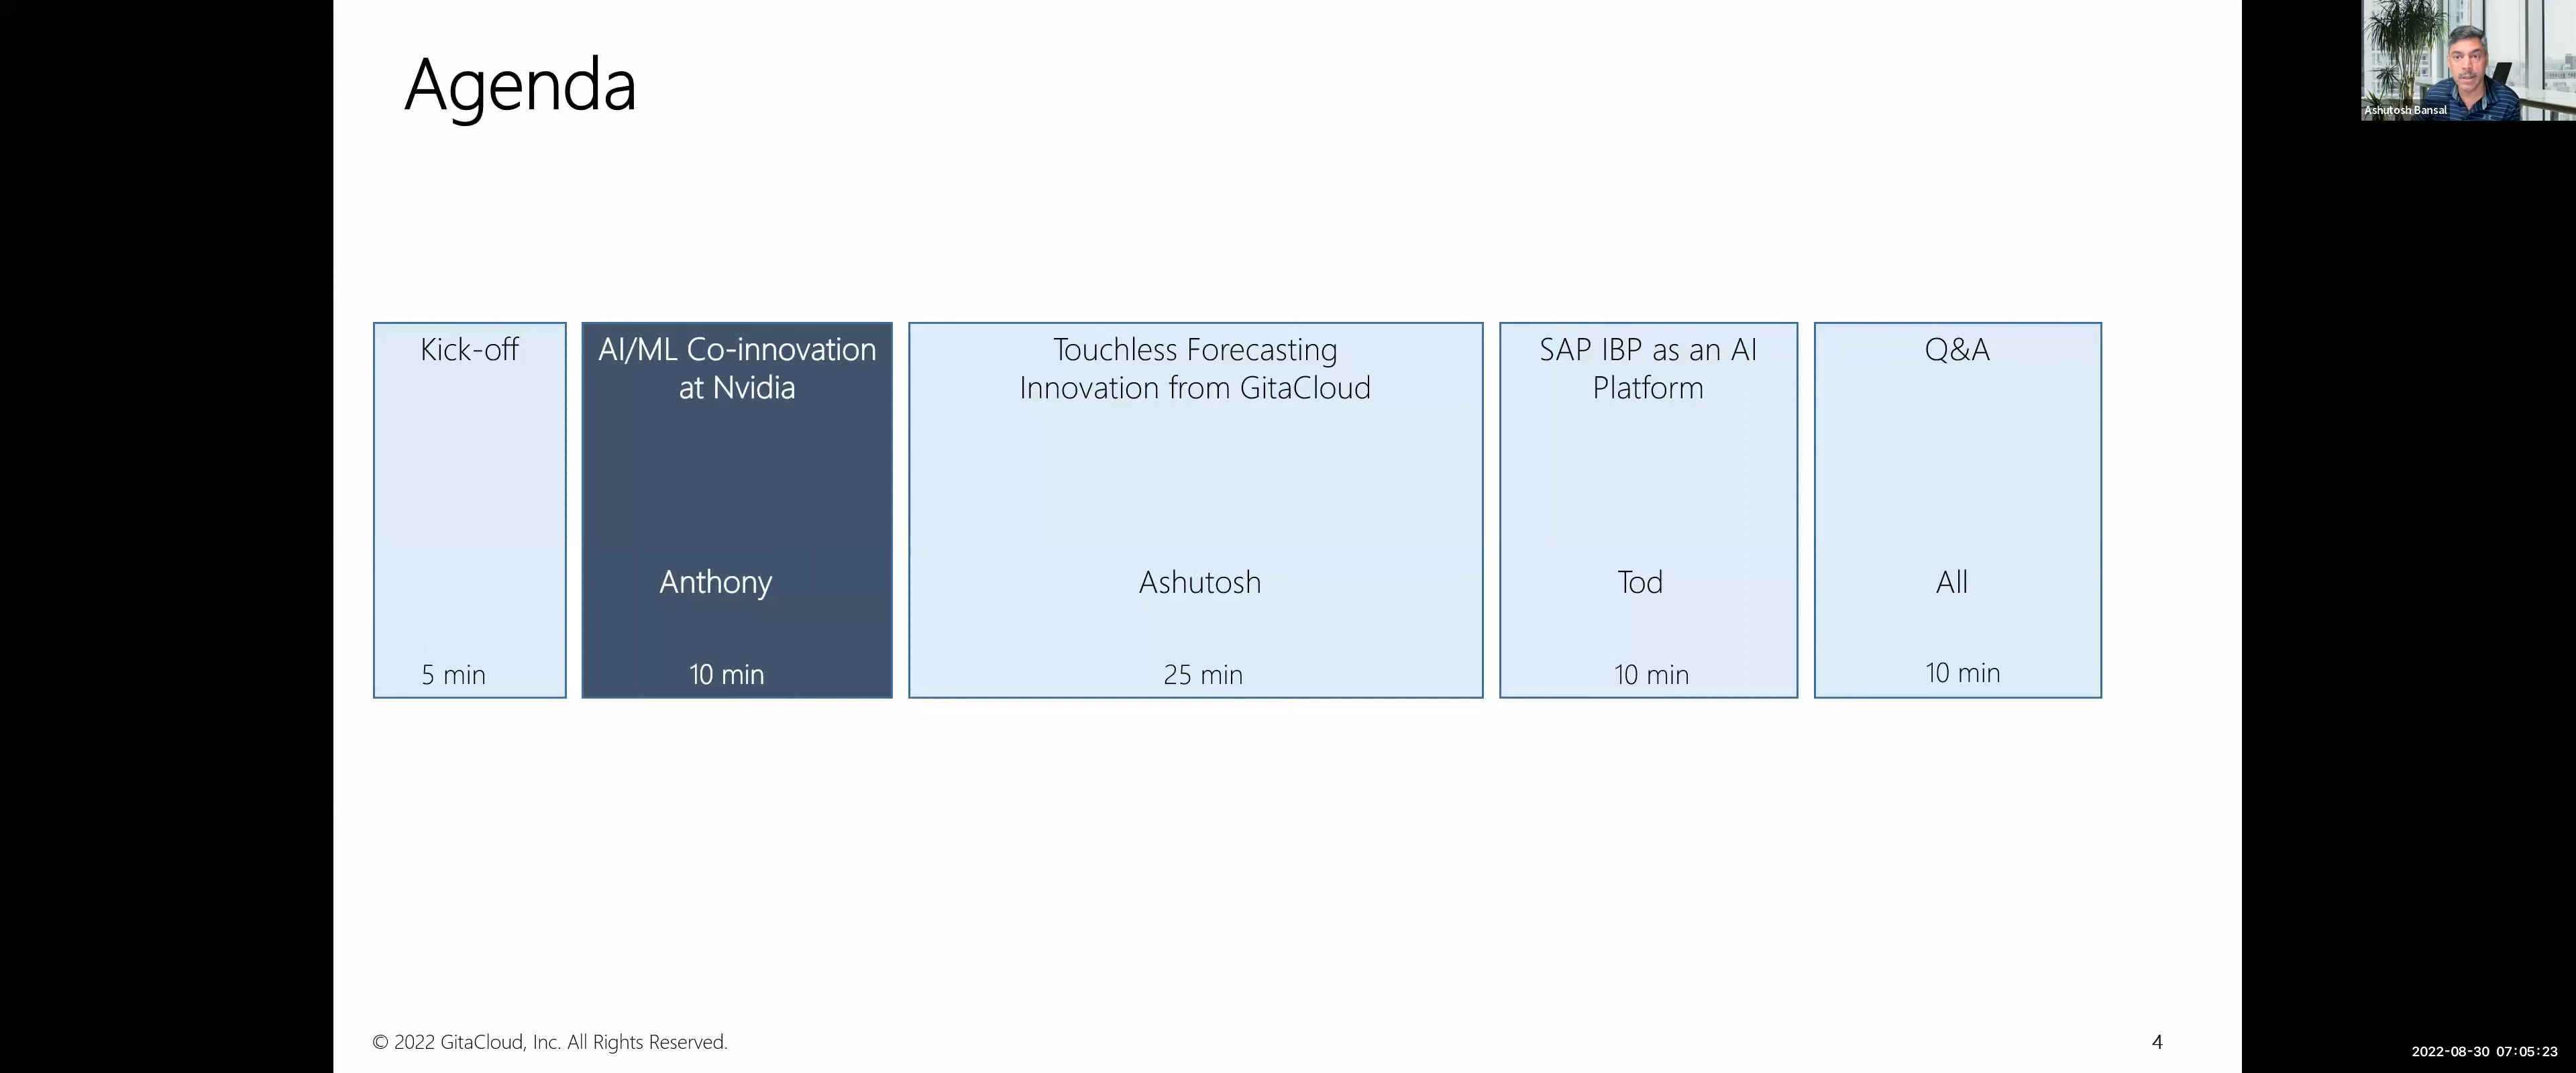 Agenda
Ashutosh Bansal
Kick-off
5 min
AI/ML Co-innovation
at Nvidia
Anthony
10 min
Touchless Forecasting
Innovation from GitaCloud
Ashutosh
25 min
SAP IBP as an AI
Platform
Tod
10 min
Q&A
All
10 min
© 2022 GitaCloud, Inc. All Rights Reserved.
4
2022-08-30 07:05:23